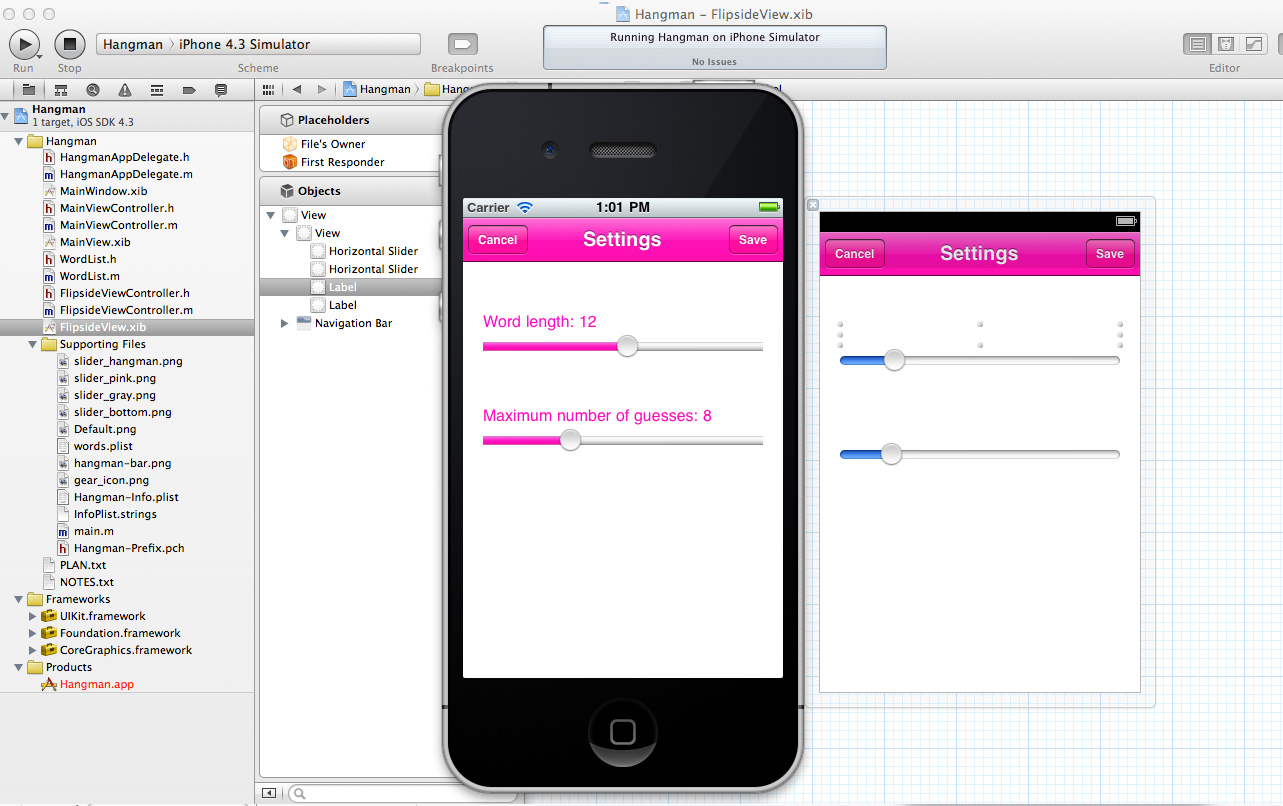 Hangman – FlipsideView.xib
Hangman 〉 iPhone 4.3 Simulator
Running Hangman on iPhone Simulator
No Issues
Run
Stop
Scheme
Breakpoints
Editor
Hangman
1 target, iOS SDK 4.3
Hangman
HangmanAppDelegate.h
HangmanAppDelegate.m
MainWindow.xib
MainViewController.h
MainViewController.m
MainView.xib
WordList.h
WordList.m
FlipsideViewController.h
FlipsideViewController.m
FlipsideView.xib
Supporting Files
slider_hangman.png
slider_pink.png
slider_gray.png
slider_bottom.png
Default.png
words.plist
hangman-bar.png
gear_icon.png
Hangman-Info.plist
InfoPlist.strings
main.m
Hangman-Prefix.pch
PLAN.txt
NOTES.txt
Frameworks
UIKit.framework
Foundation.framework
CoreGraphics.framework
Products
Hangman.app
Hangman
Placeholders
File's Owner
First Responder
Objects
View
View
Horizontal Slider
Horizontal Slider
Label
Label
Navigation Bar
Carrier 1:01 PM
Cancel Settings Save
Word length: 12
Maximum number of guesses: 8
Cancel Settings Save